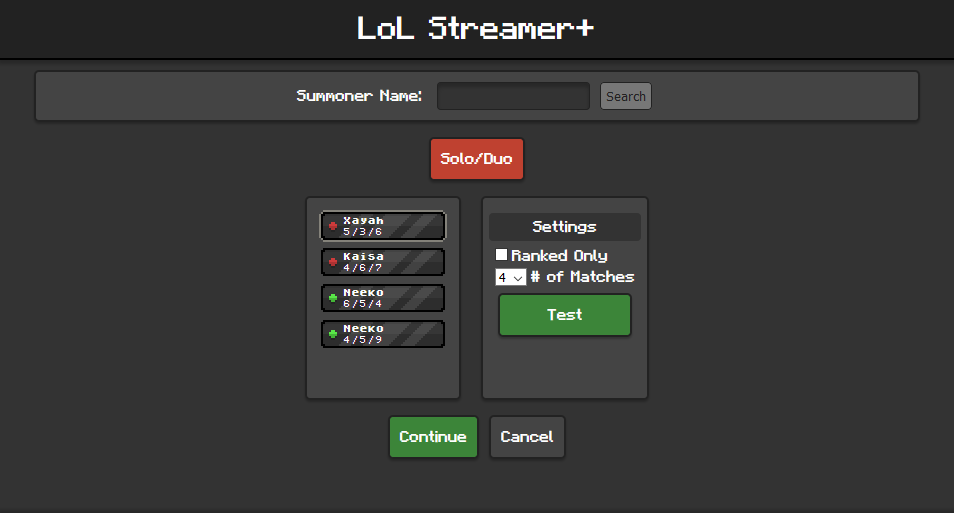 LoL Streamer+
Summoner Name:
Search
Solo/Duo
Xayah
5/3/6
Kaisa
4/6/7
Neeko
6/5/4
Neeko
4/5/9
Settings
Ranked Only
4 # of Matches
Test
Continue
Cancel